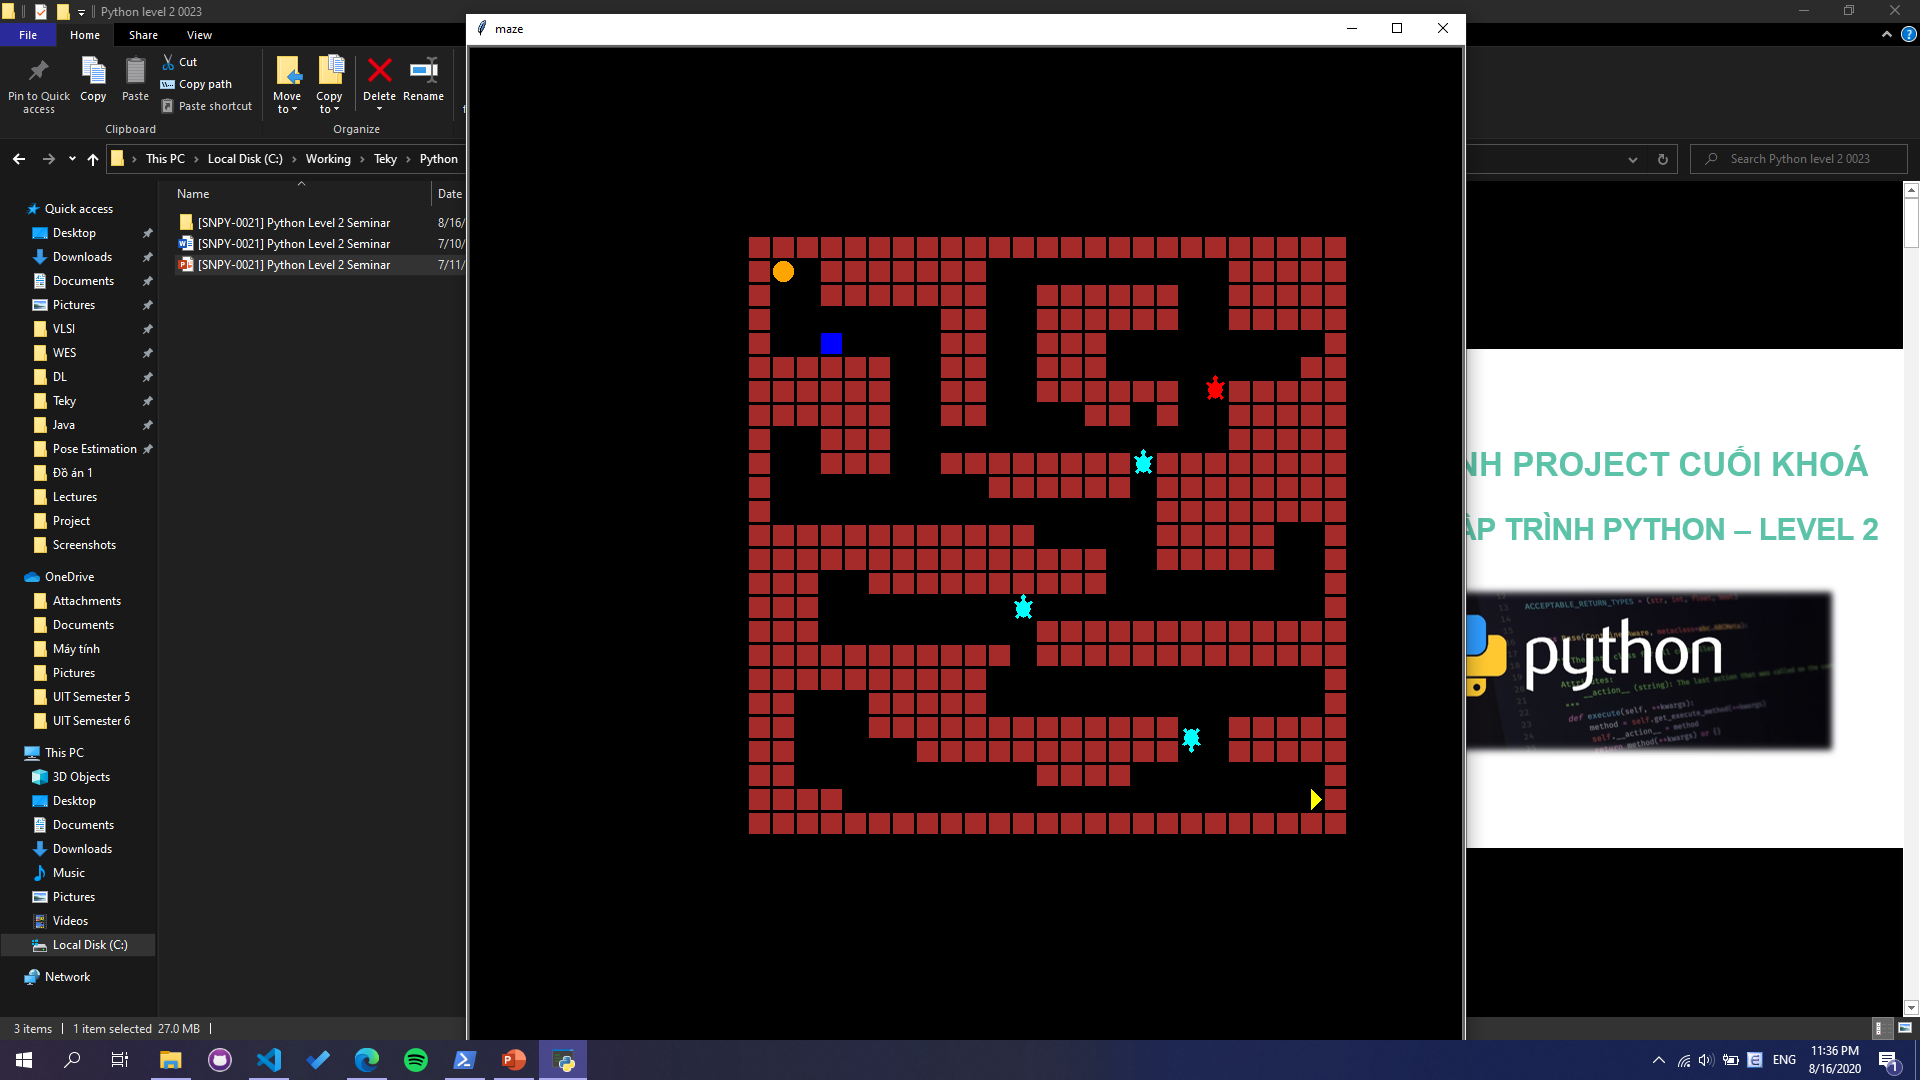 Python level 2 0023
maze
File
Home
Share
View
Pin to Quick access
Copy
Paste
Cut
Copy path
Paste shortcut
Move to
Copy to
Delete
Rename
Clipboard
Organize
This PC
Local Disk (C:)
Working
Teky
Python
Search Python level 2 0023
Name
Date
[SNPY-0021] Python Level 2 Seminar
8/16/
[SNPY-0021] Python Level 2 Seminar
7/10/
[SNPY-0021] Python Level 2 Seminar
7/11/
Quick access
Desktop
Downloads
Documents
Pictures
VLSI
WES
DL
Teky
Java
Pose Estimation
Đồ án 1
Lectures
Project
Screenshots
OneDrive
Attachments
Documents
Máy tính
Pictures
UIT Semester 5
UIT Semester 6
This PC
3D Objects
Desktop
Documents
Downloads
Music
Pictures
Videos
Local Disk (C:)
Network
NH PROJECT CUỐI KHOÁ
ẬP TRÌNH PYTHON – LEVEL 2
python
3 items
1 item selected 27.0 MB
ENG
11:36 PM
8/16/2020
1